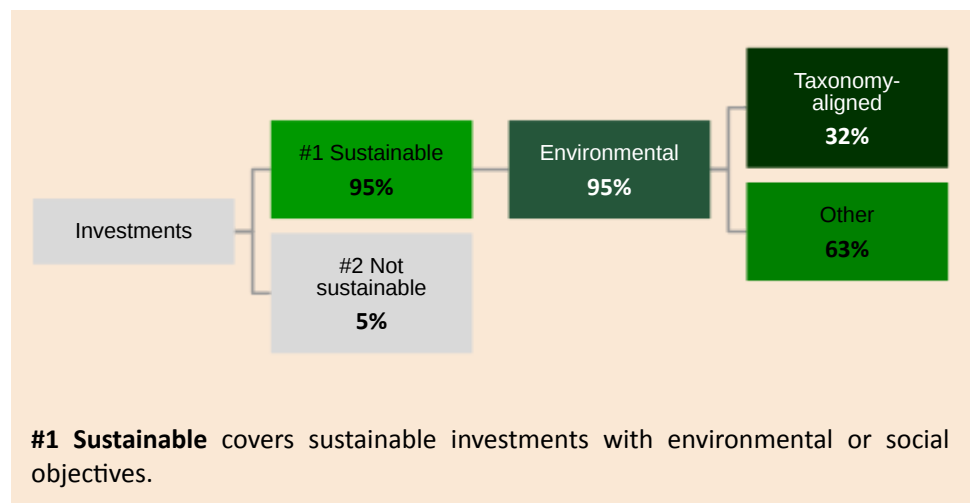 Investments
#1 Sustainable
95%
#2 Not
sustainable
5%
Environmental
95%
Taxonomy-
aligned
32%
Other
63%
#1 Sustainable covers sustainable investments with environmental or social
objectives.